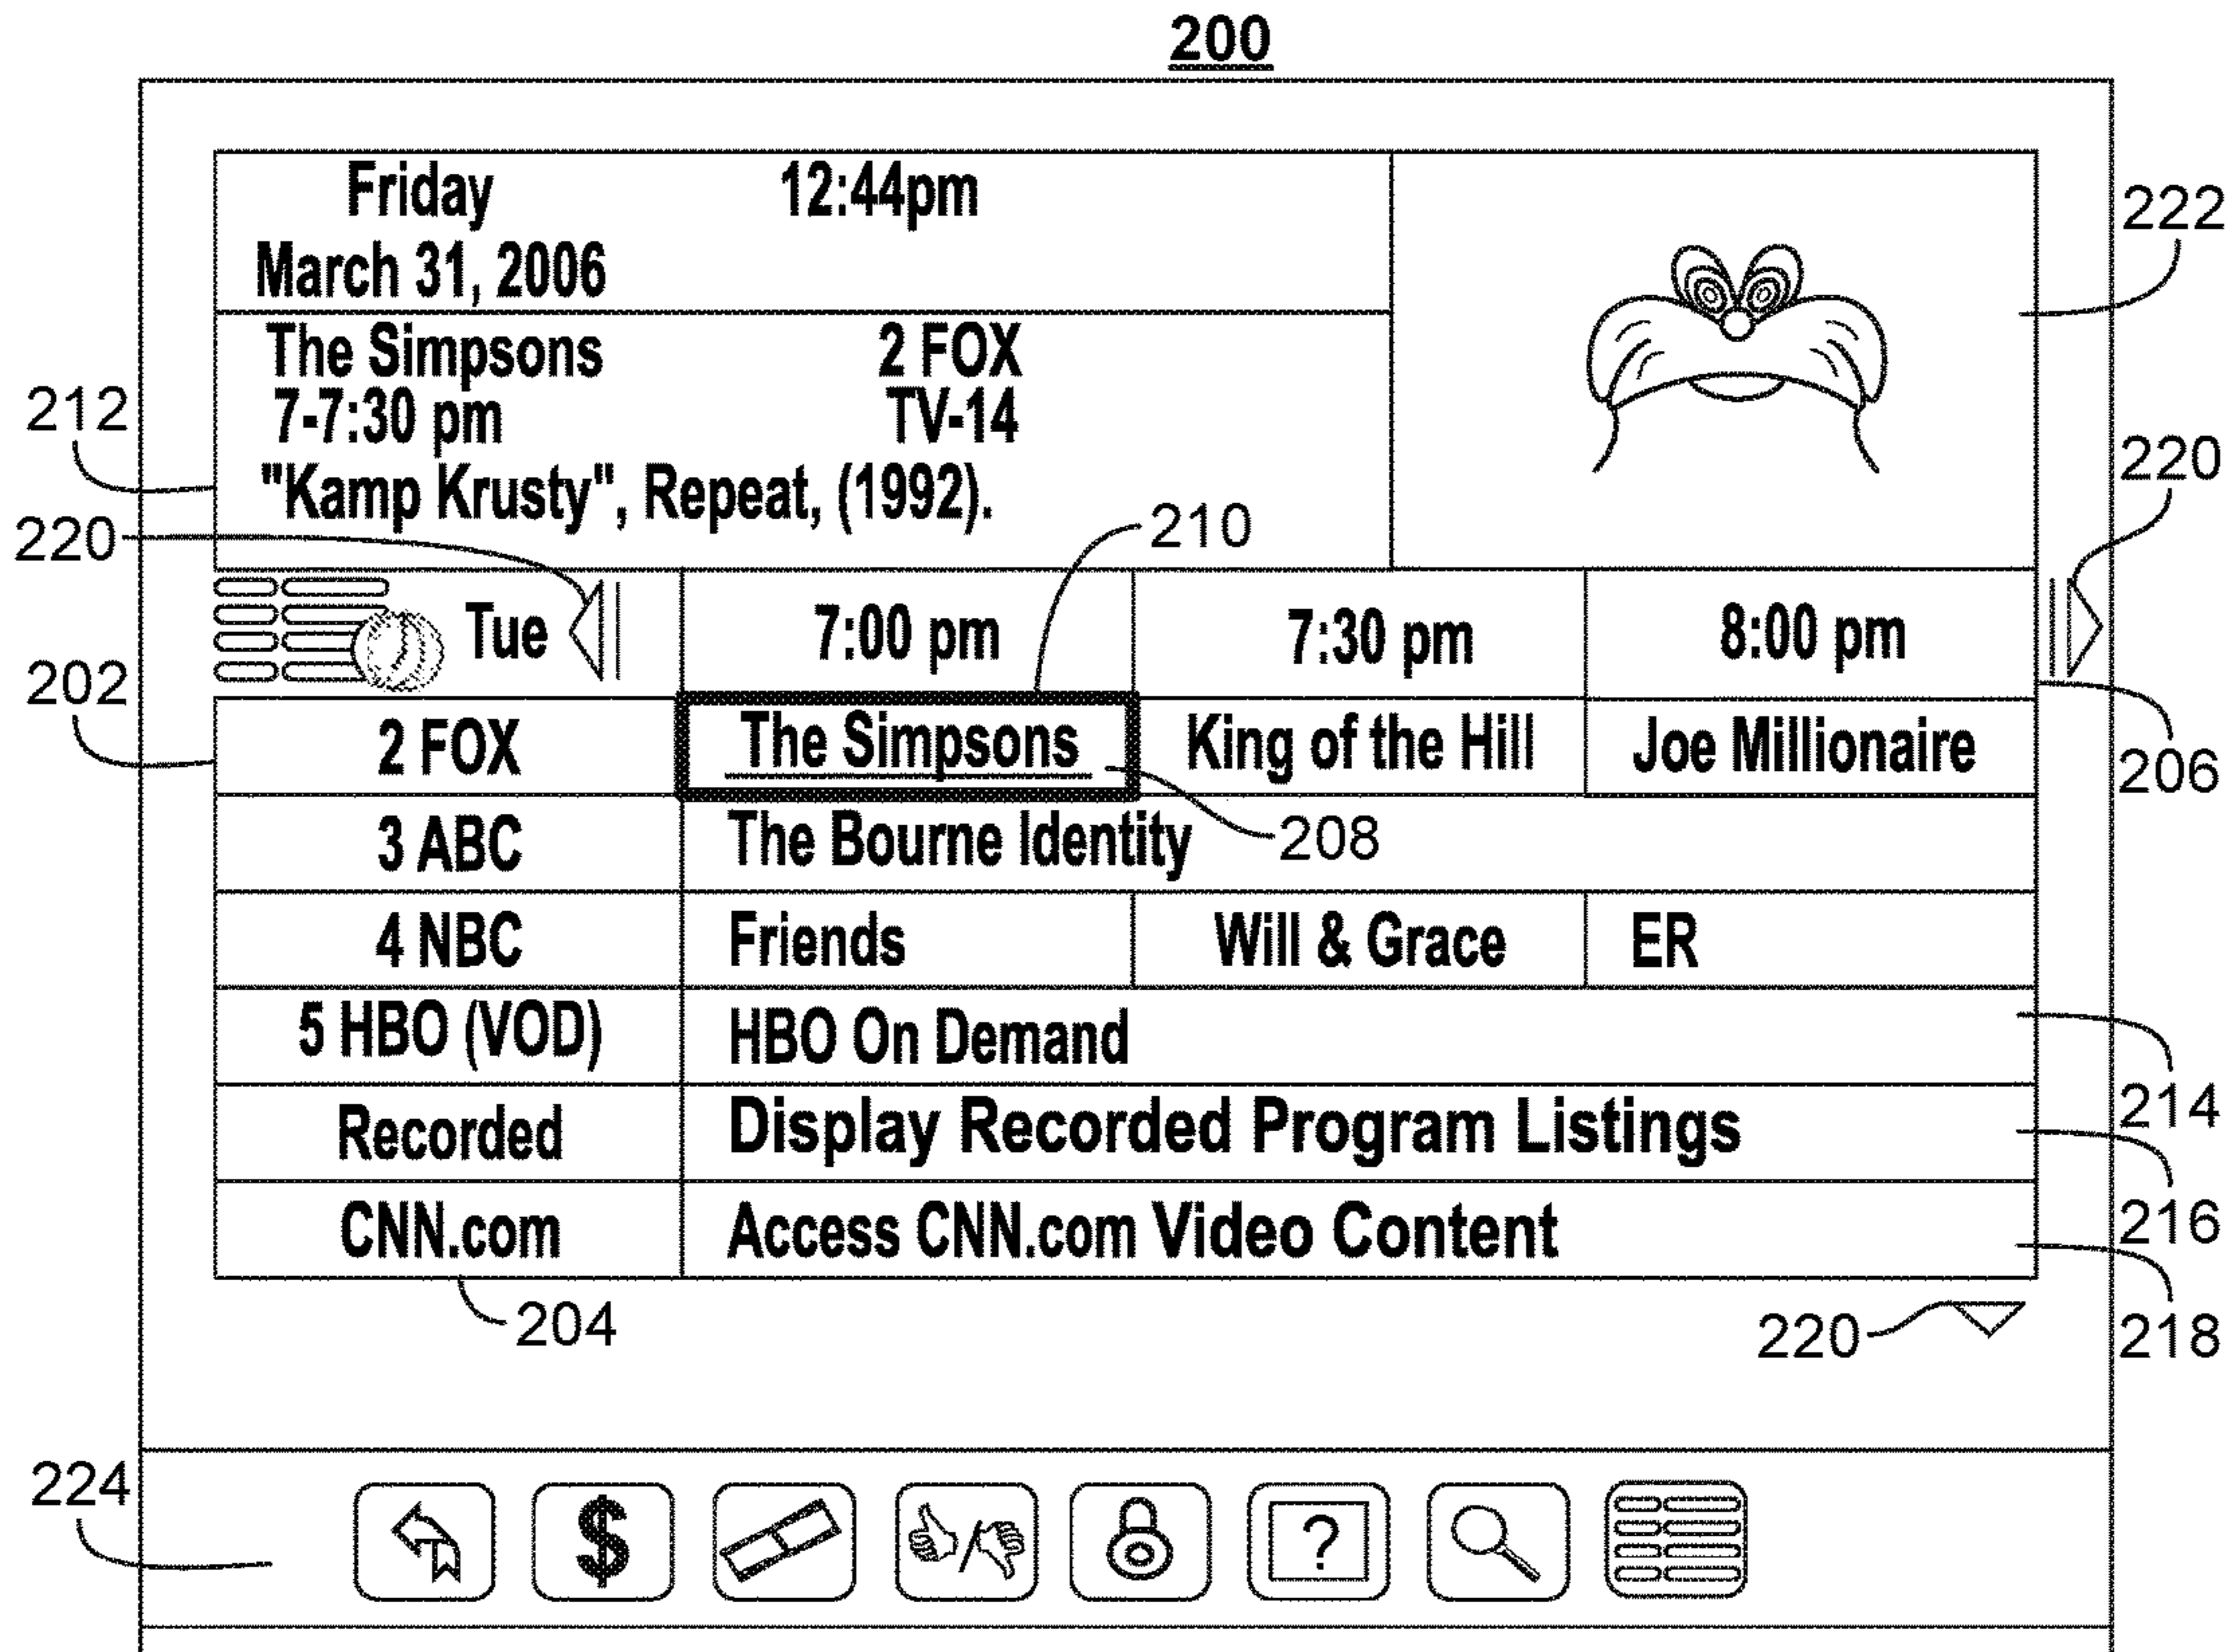 200
Friday 12:44pm
March 31, 2006
222
The Simpsons 2 FOX
7-7:30 pm TV-14
212
220
"Kamp Krusty", Repeat, (1992).
210
220
Tue 7:00 pm 7:30 pm 8:00 pm
202
2 FOX The Simpsons King of the Hill Joe Millionaire
206
3 ABC The Bourne Identity
208
4 NBC Friends Will & Grace ER
5 HBO (VOD) HBO On Demand
214
Recorded Display Recorded Program Listings
216
CNN.com Access CNN.com Video Content
204
220
218
224
$ ?